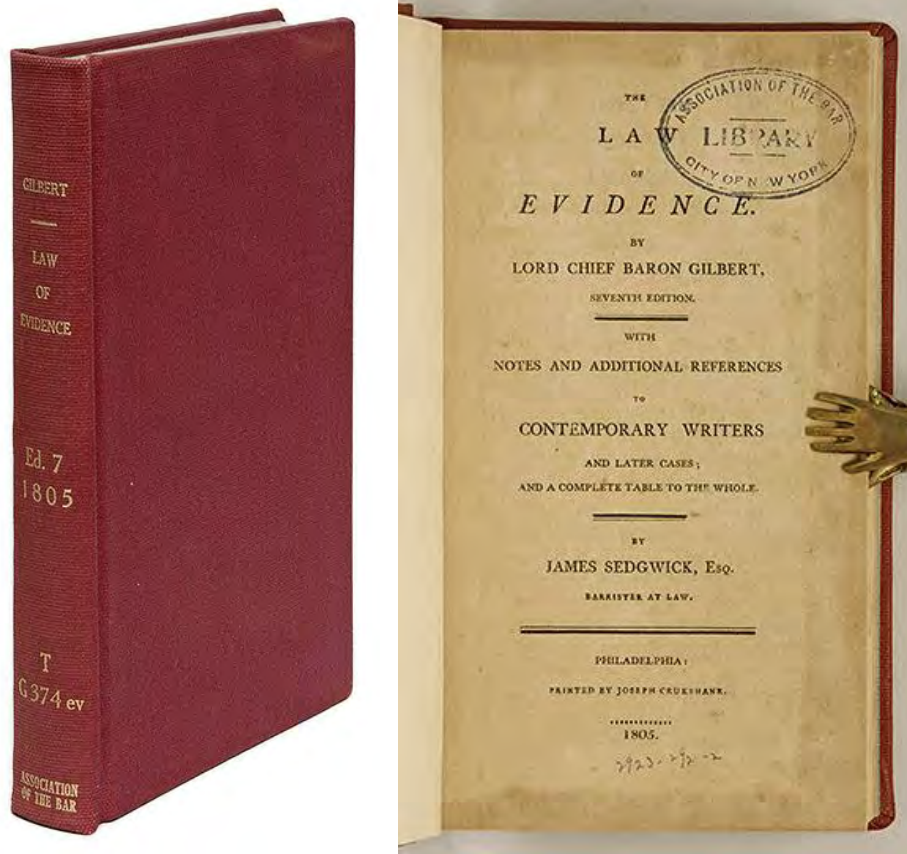 GILBERT
LAW
OF
EVIDENCE
Ed. 7
1805
T
G374 ev
ASSOCIATION
OF THE BAR
THE
LAW
OF
EVIDENCE.
BY
LORD CHIEF BARON GILBERT,
SEVENTH EDITION.
WITH
NOTES AND ADDITIONAL REFERENCES
TO
CONTEMPORARY WRITERS
AND LATER CASES;
AND A COMPLETE TABLE TO THE WHOLE.
BY
JAMES SEDGWICK, Esq.
BARRISTER AT LAW.
PHILADELPHIA:
PRINTED BY JOSEPH CRUKSHANK.
1805.
ASSOCIATION OF THE BAR
LIBRARY
CITY OF NEW YORK